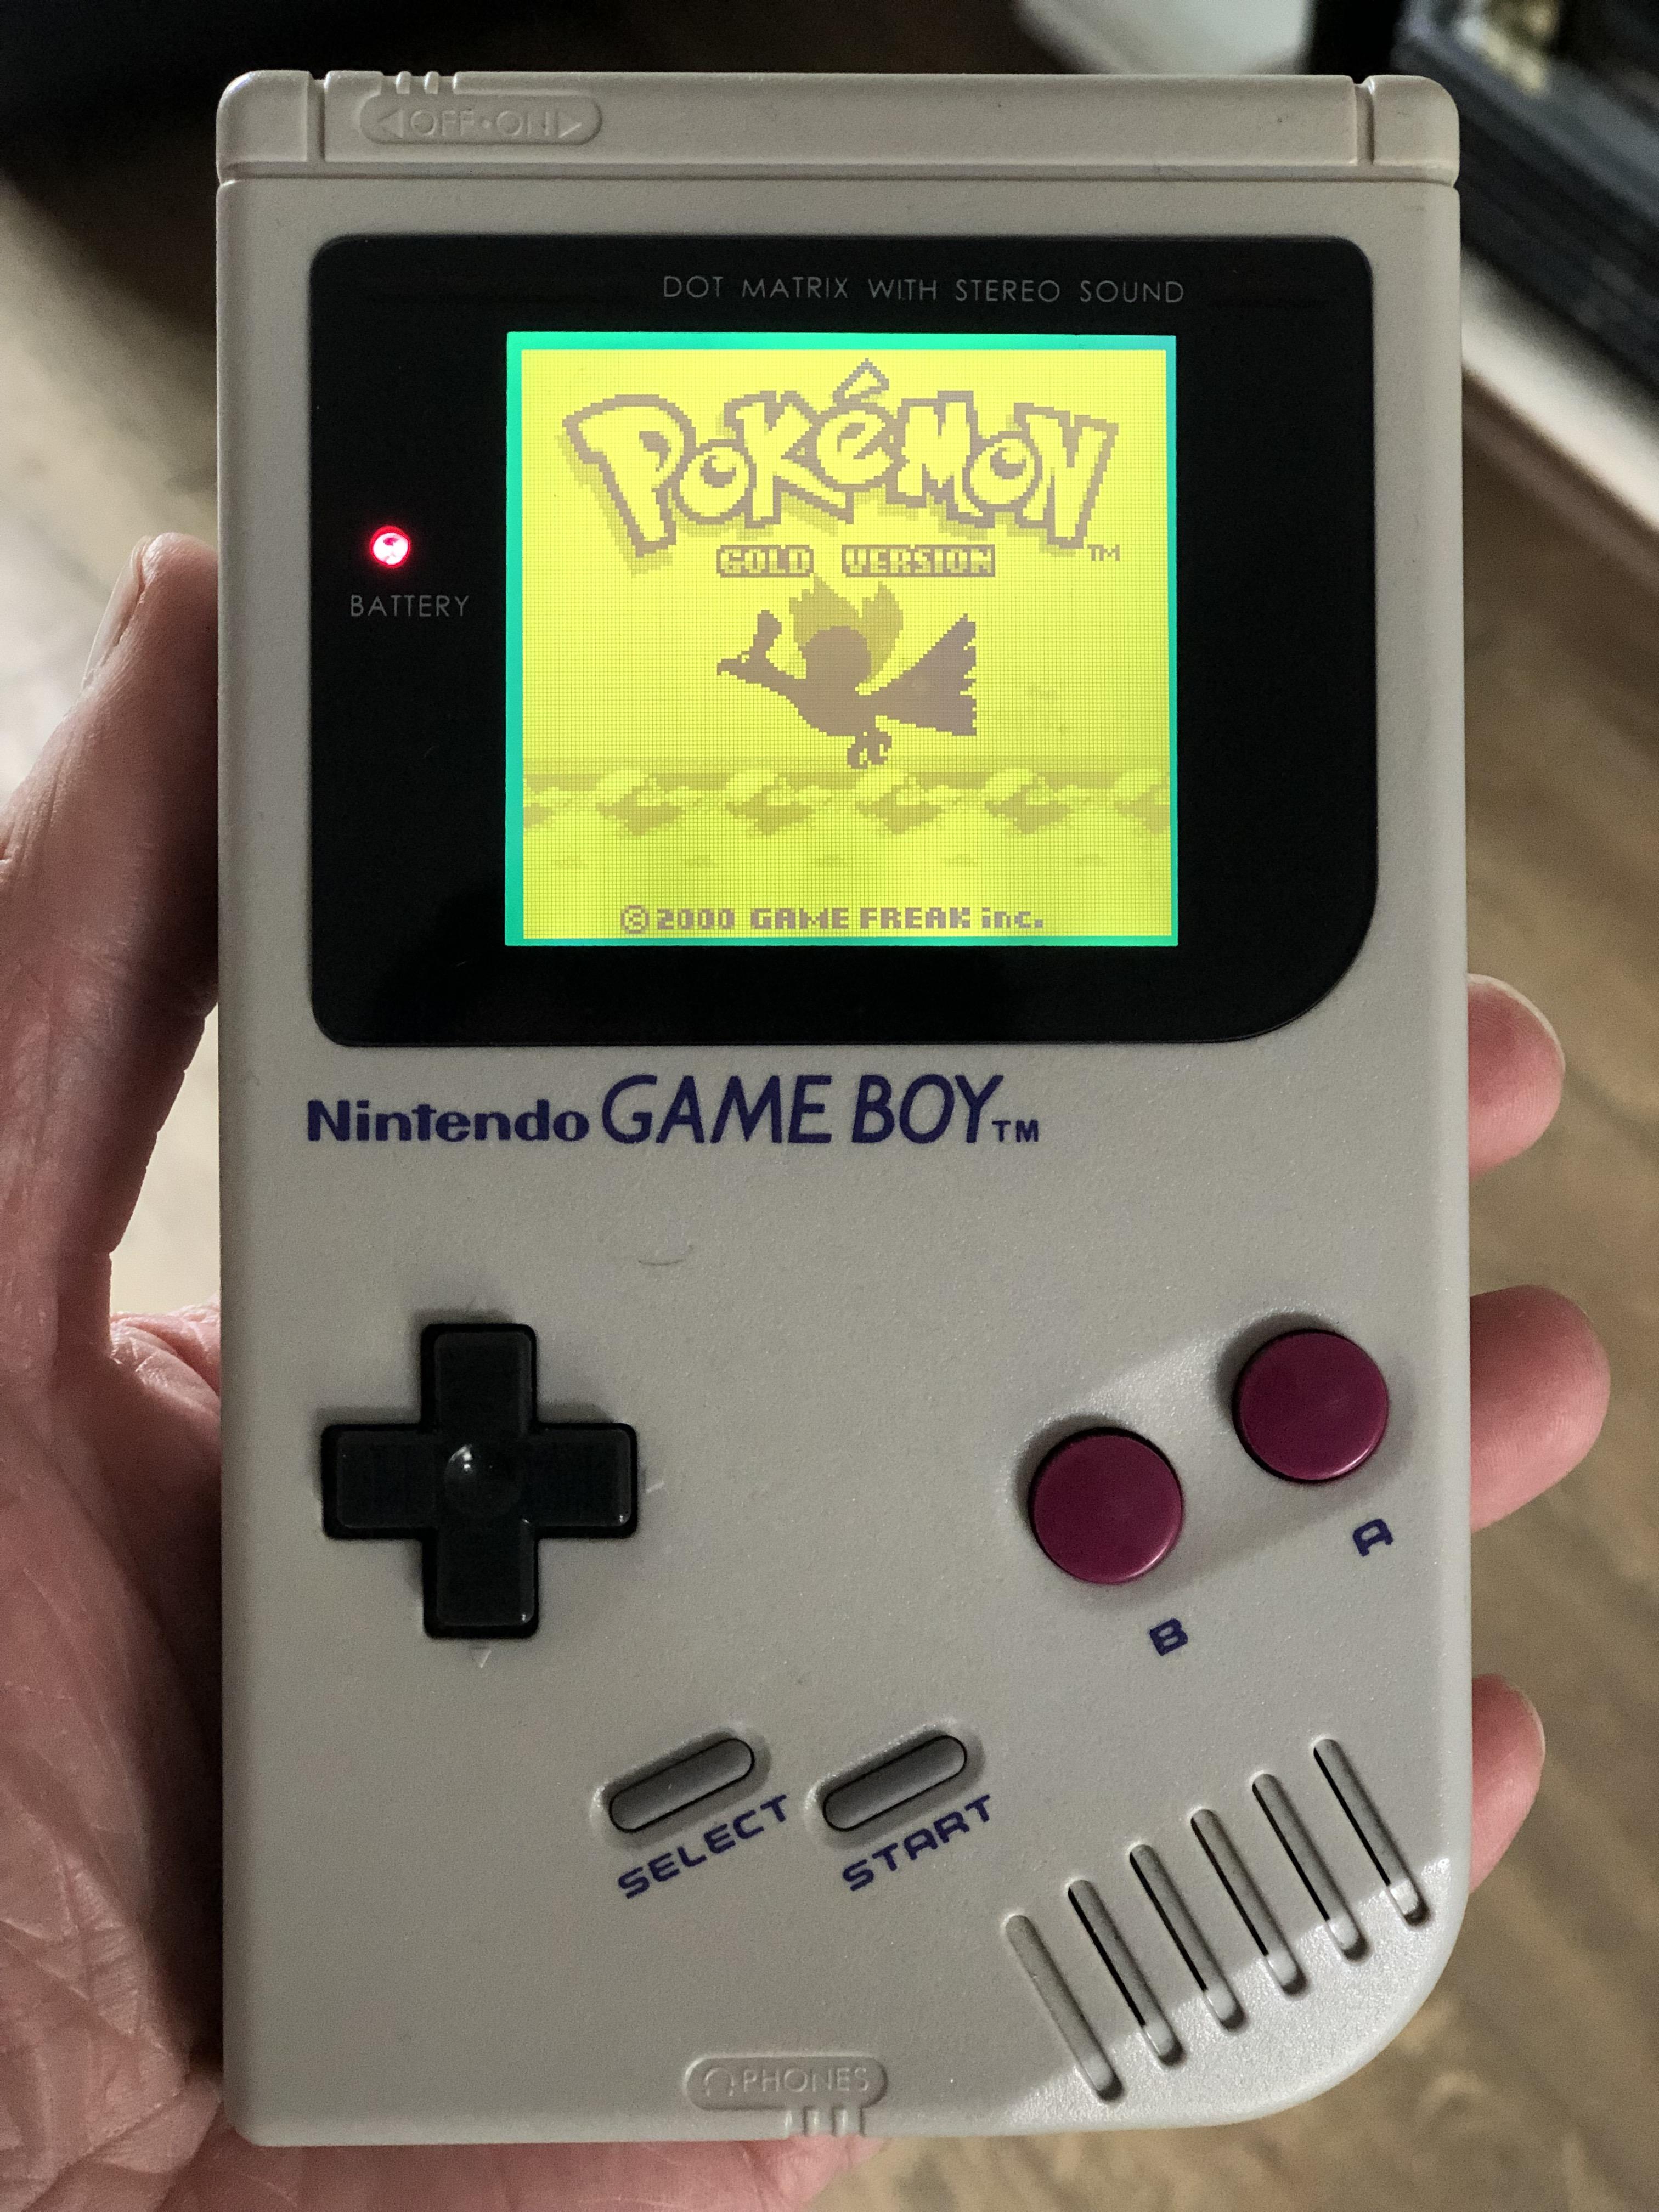 ◁OFF•ON▷
DOT MATRIX WITH STEREO SOUND
POKéMON
TM
GOLD VERSION
BATTERY
©2000 GAME FREAK inc.
Nintendo GAME BOY TM
A
B
SELECT
START
PHONES